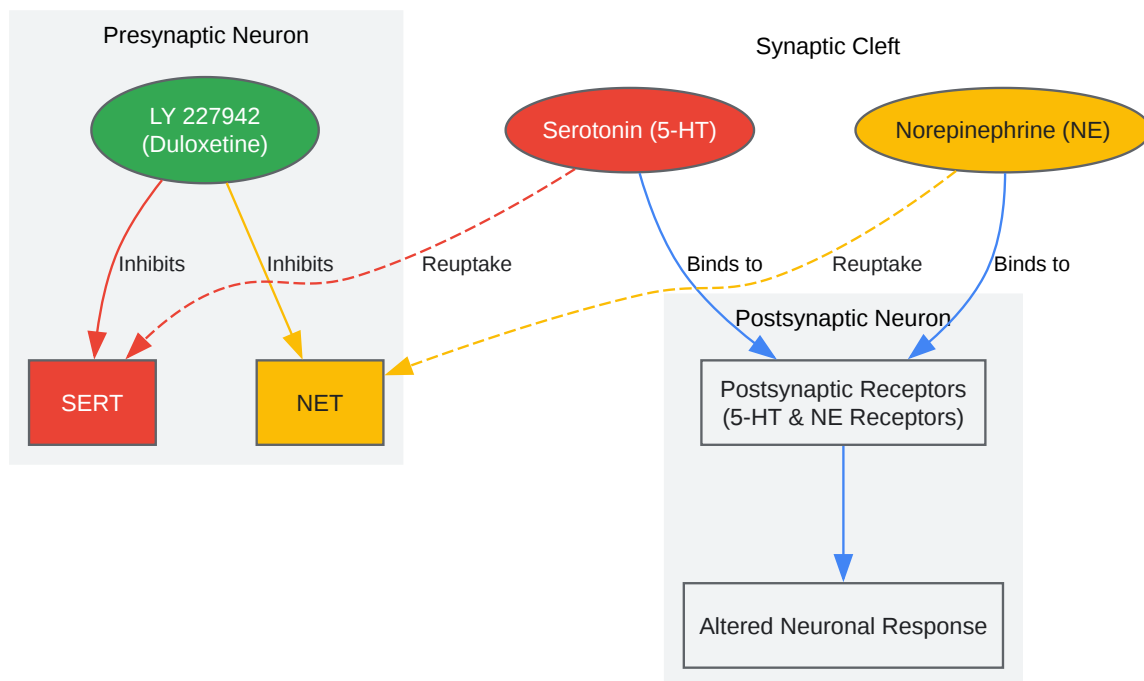 Presynaptic Neuron
Synaptic Cleft
LY 227942
(Duloxetine)
Serotonin (5-HT)
Norepinephrine (NE)
Inhibits
Inhibits
Reuptake
Binds to
Reuptake
Binds to
Postsynaptic Neuron
SERT
NET
Postsynaptic Receptors
(5-HT & NE Receptors)
Altered Neuronal Response